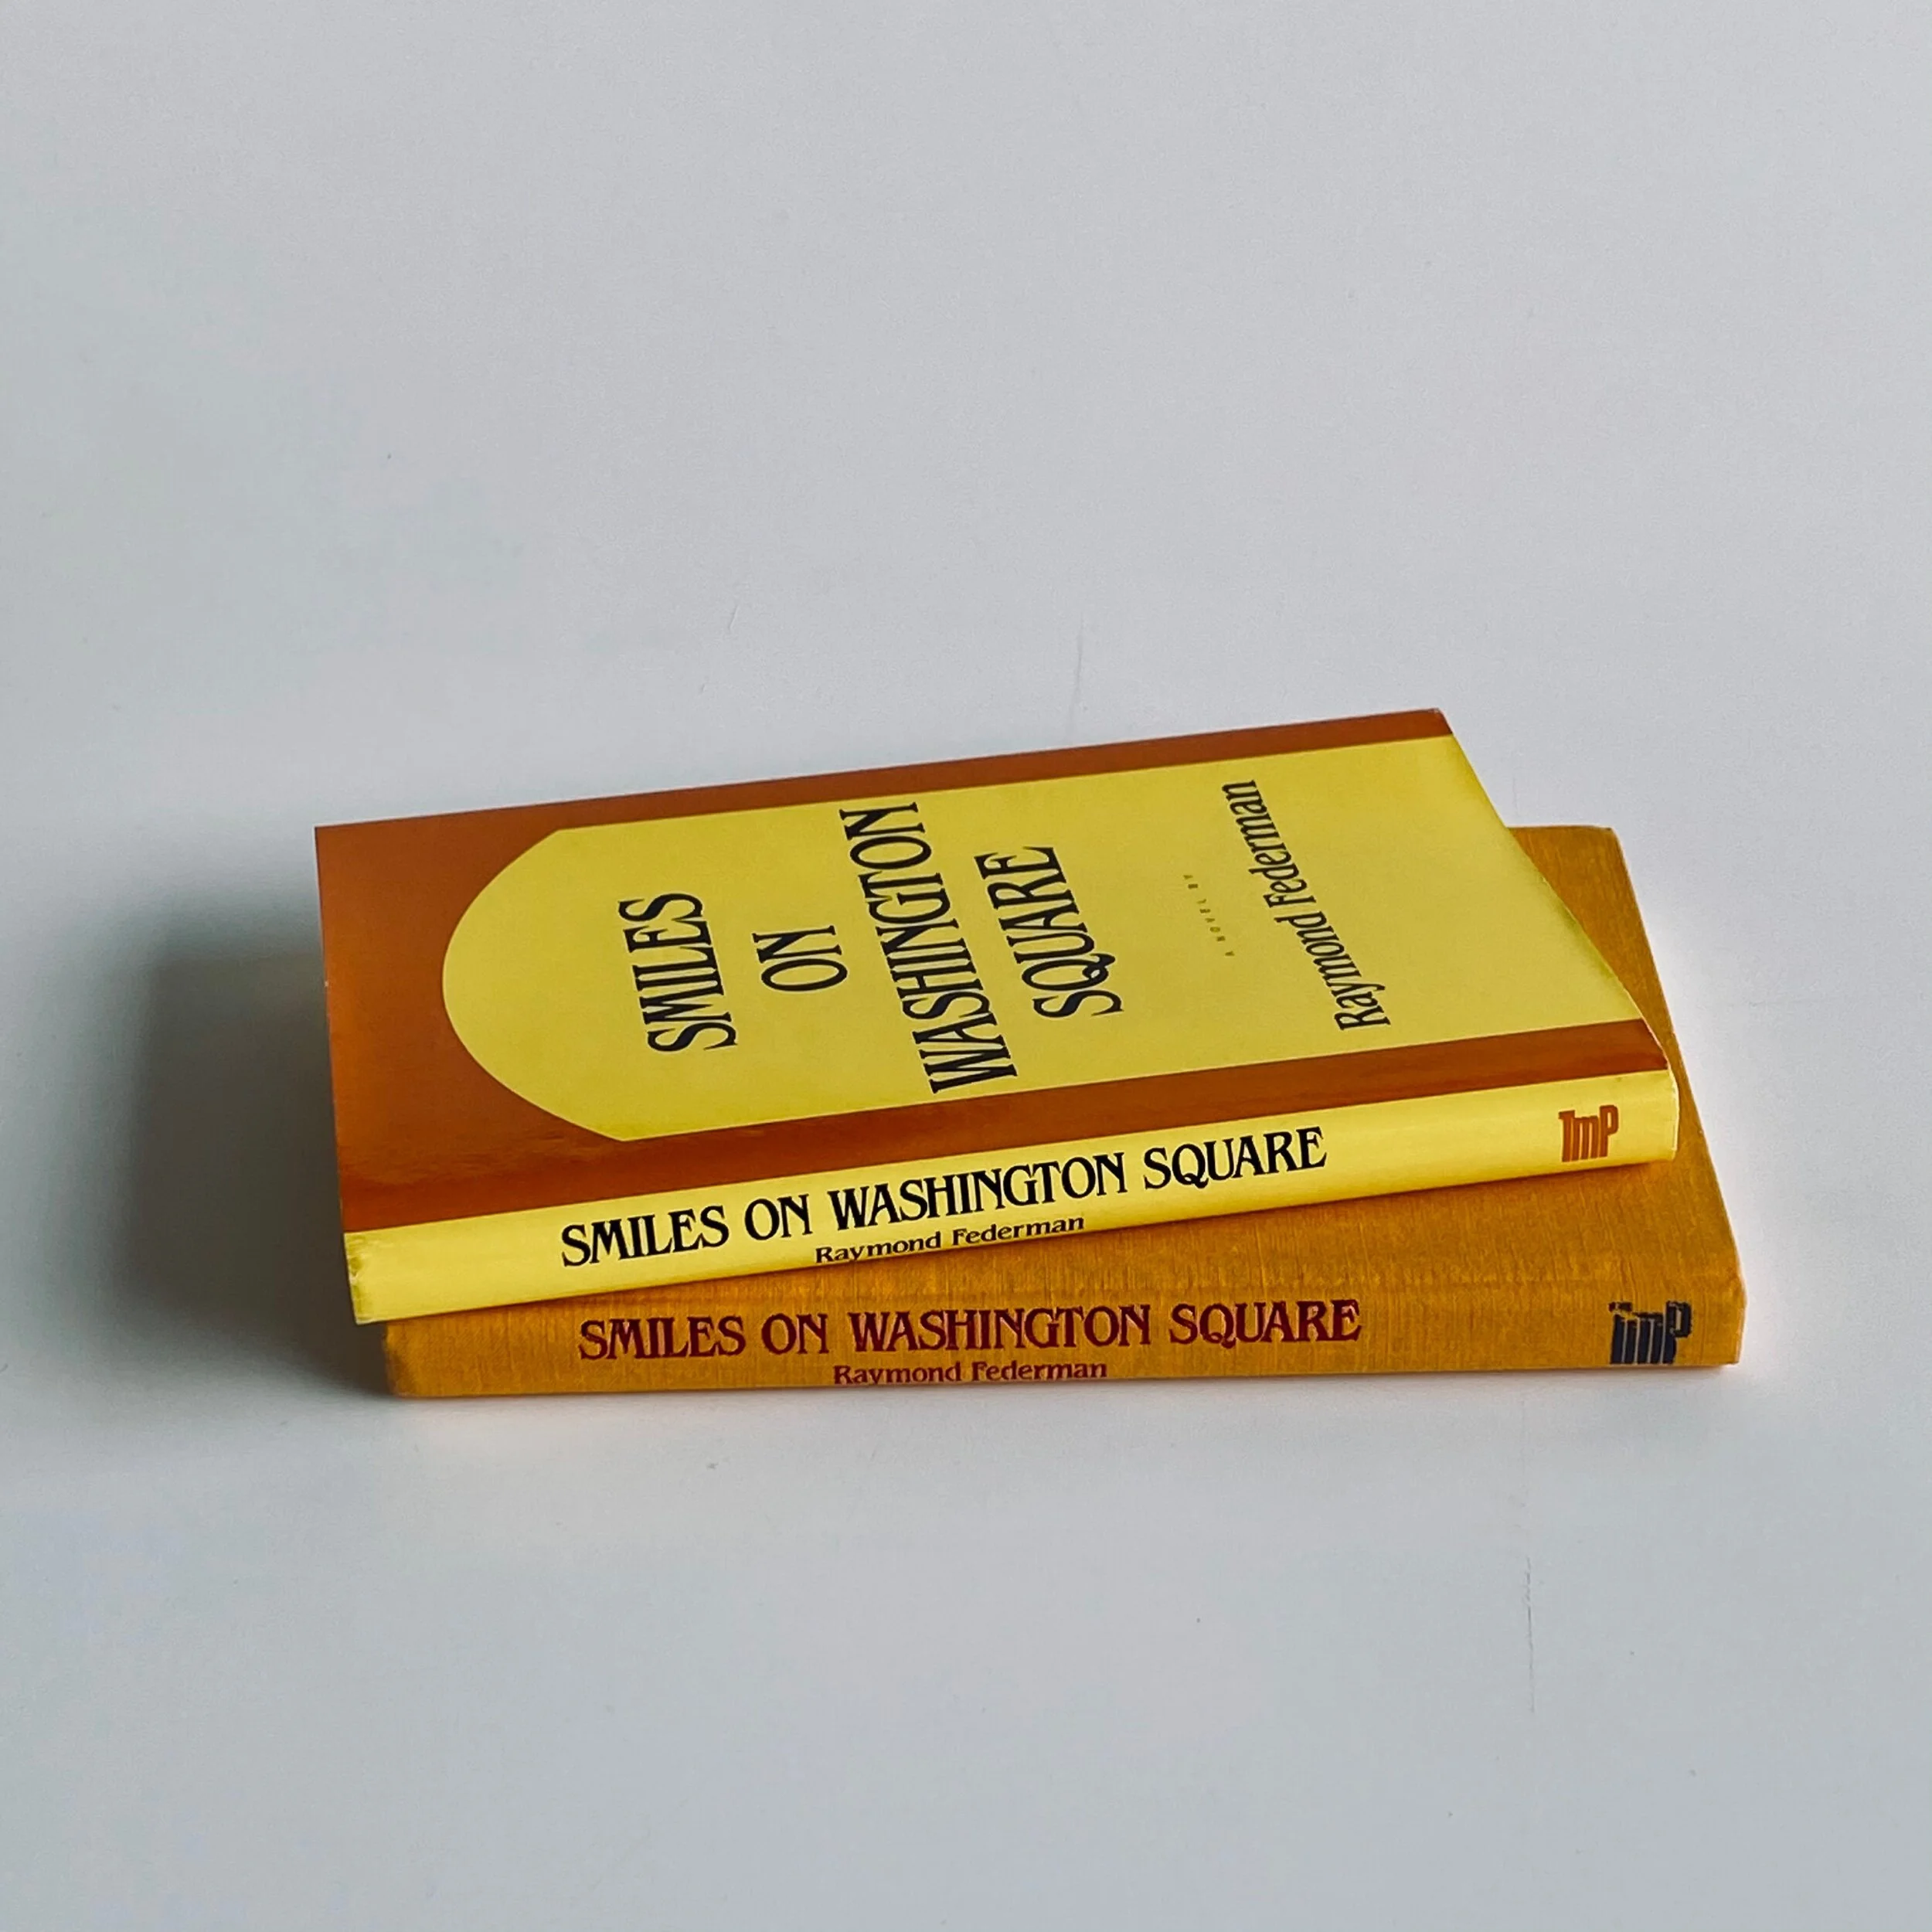 SMILES
ON
WASHINGTON
SQUARE
A NOVEL BY
Raymond Federman
SMILES ON WASHINGTON SQUARE
Raymond Federman
TmP
SMILES ON WASHINGTON SQUARE
Raymond Federman
TmP